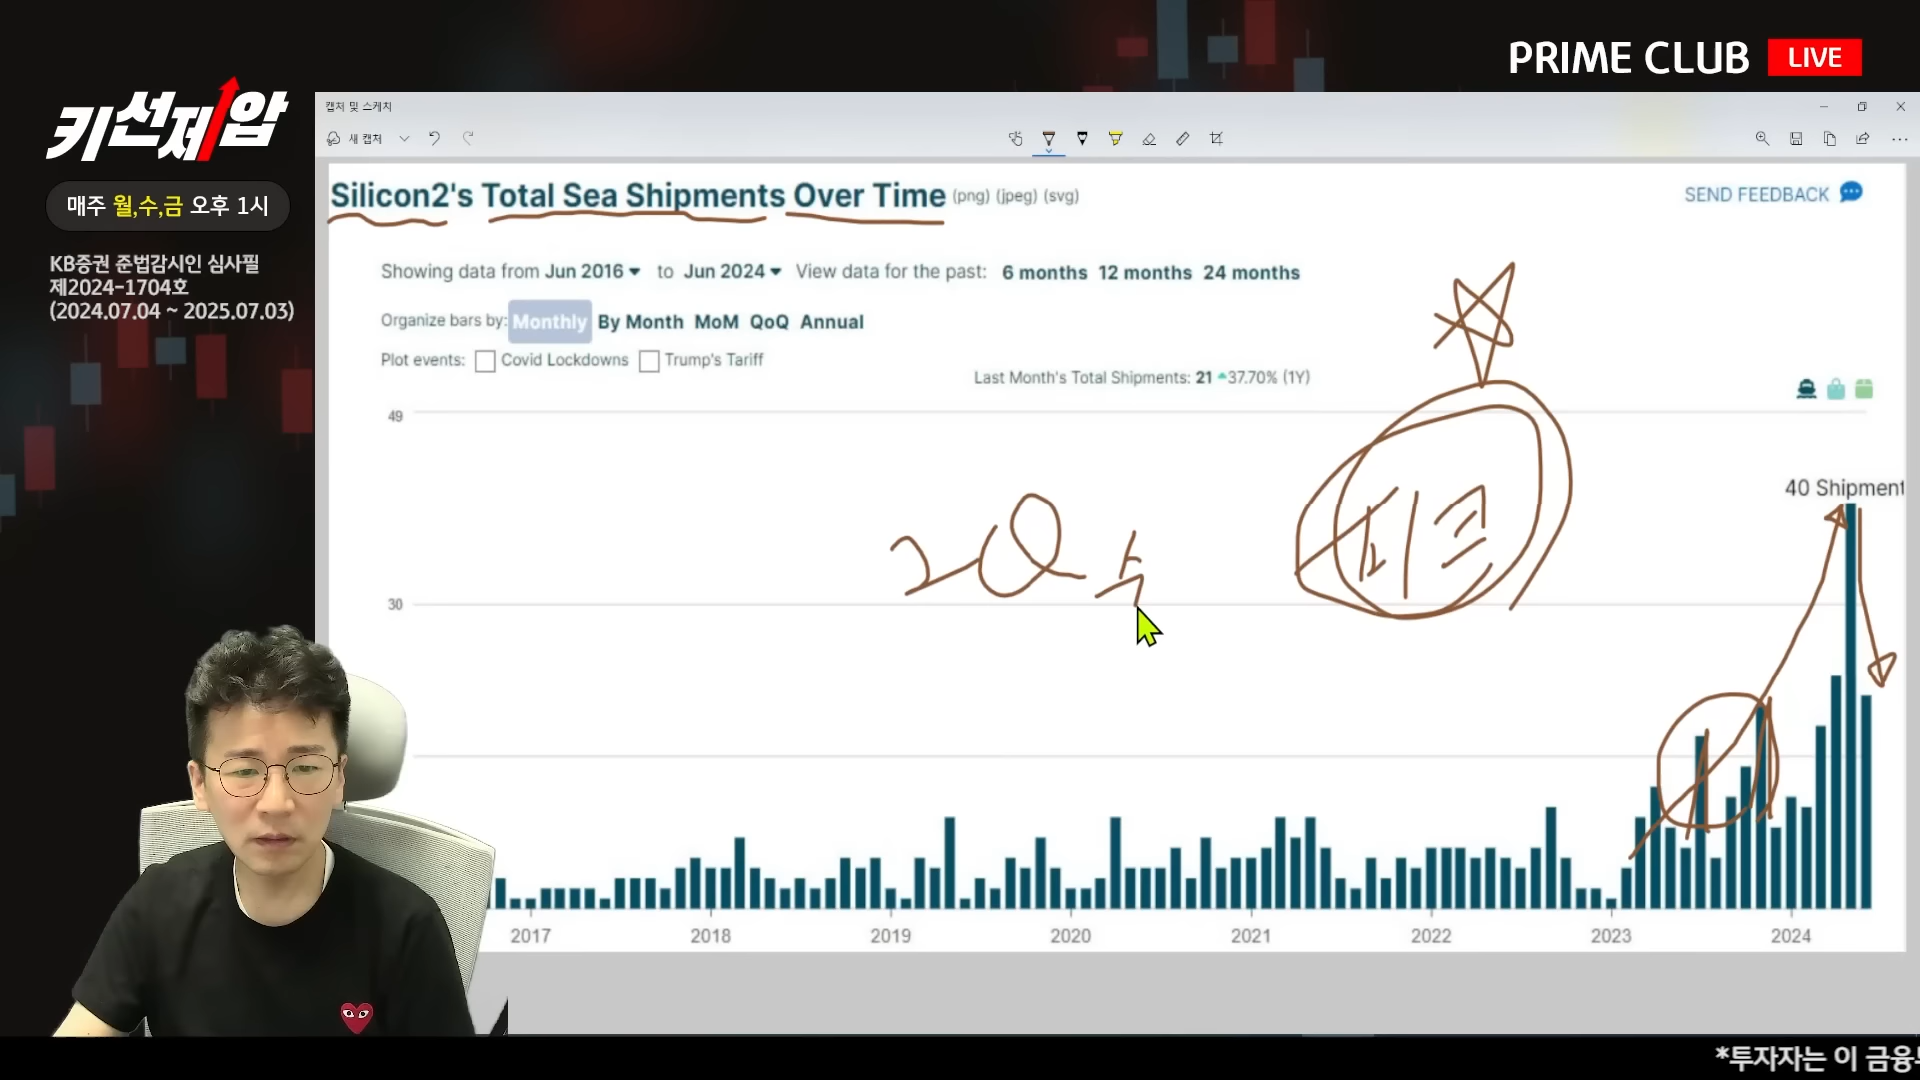 PRIME CLUB LIVE
키선제압
매주 월,수,금 오후 1시
KB증권 준법감시인 심사필
제2024-1704호
(2024.07.04 ~ 2025.07.03)
캡처 및 스케치
새 캡처
Silicon2's Total Sea Shipments Over Time (png) (jpeg) (svg)
SEND FEEDBACK
Showing data from Jun 2016 to Jun 2024 View data for the past: 6 months 12 months 24 months
Organize bars by: Monthly By Month MoM QoQ Annual
Plot events: Covid Lockdowns Trump's Tariff
Last Month's Total Shipments: 21 37.70% (1Y)
49
40 Shipment
피크
2Q
30
2017 2018 2019 2020 2021 2022 2023 2024
*투자자는 이 금융